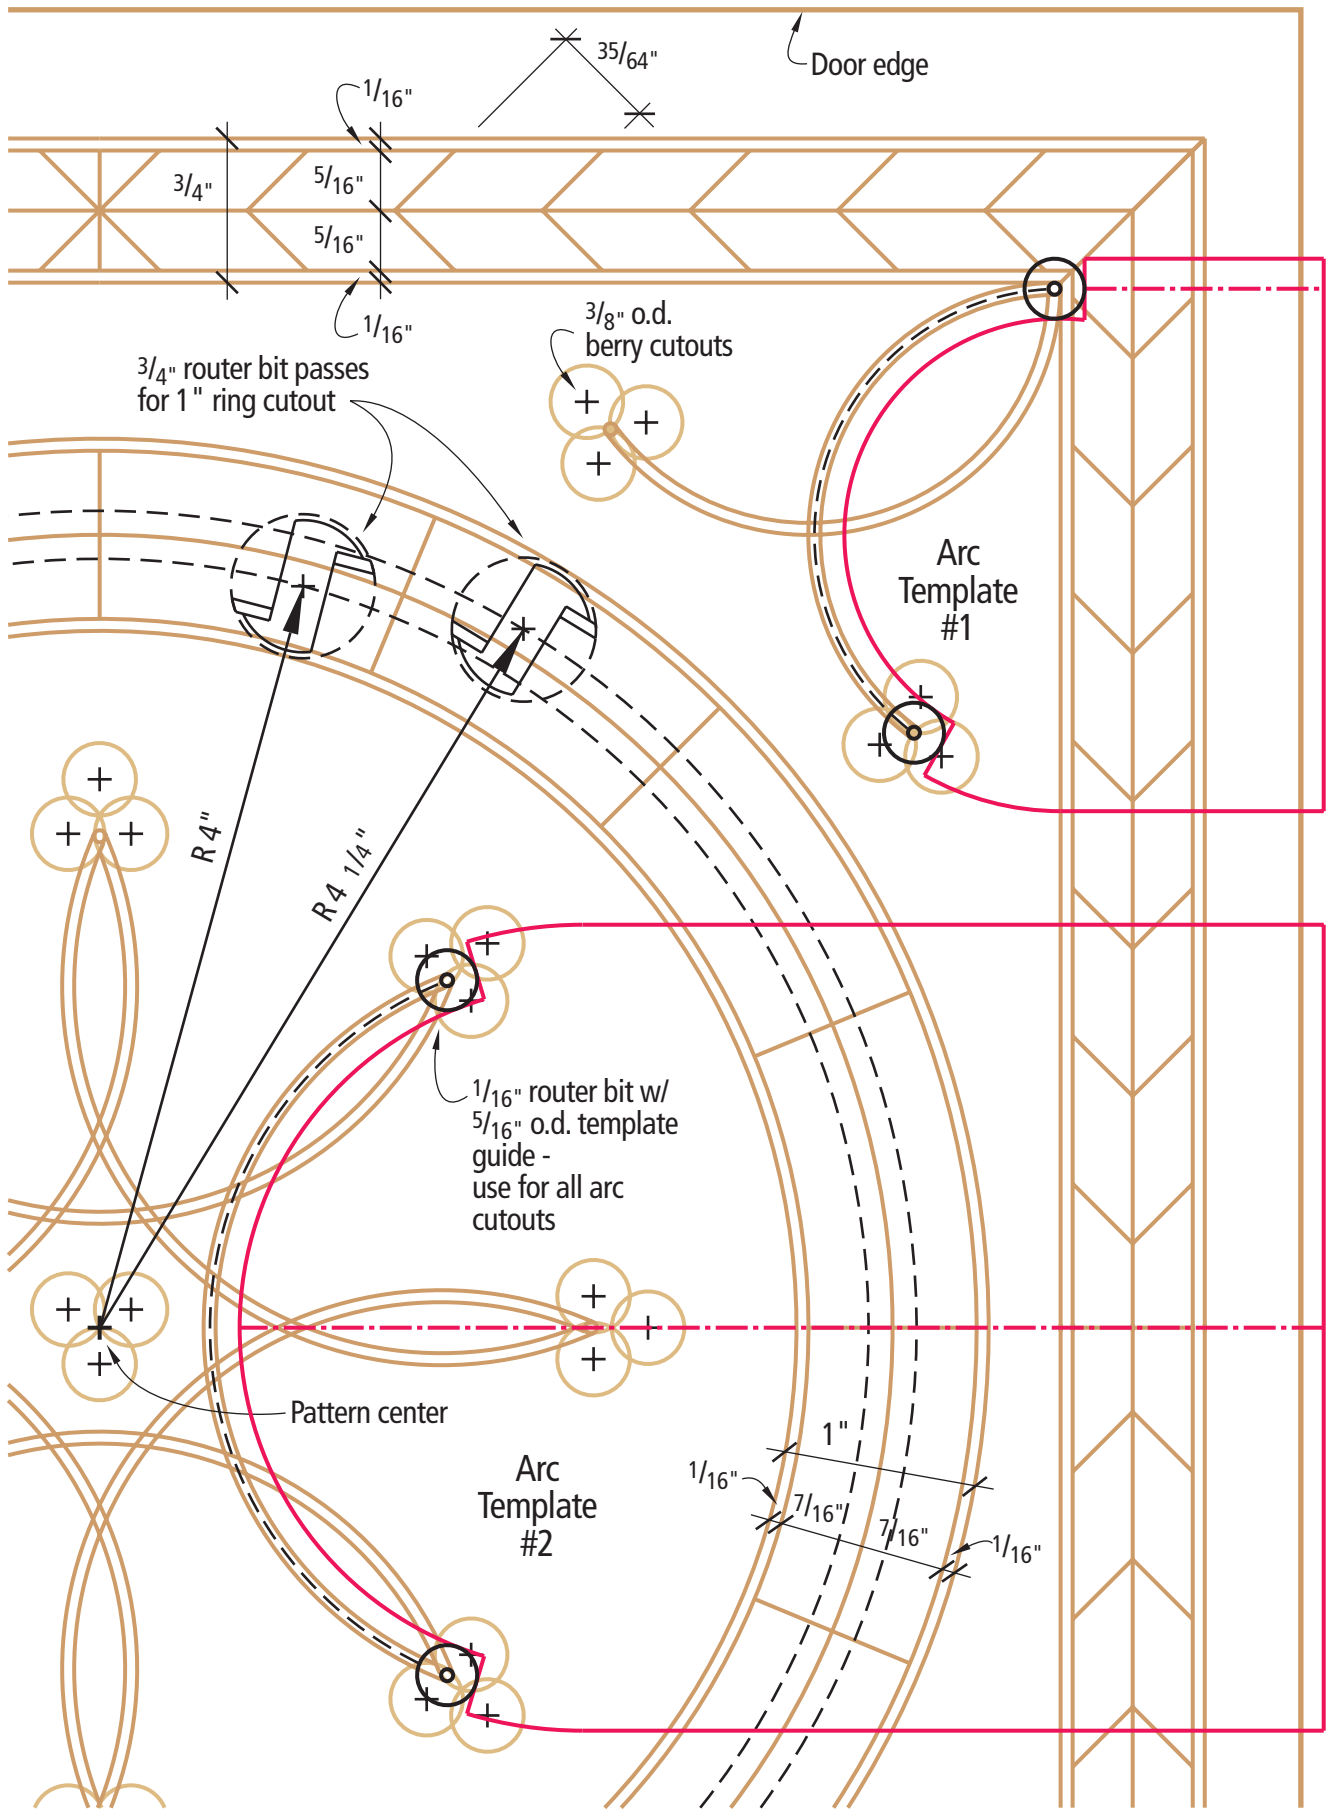 35/64"
Door edge
1/16"
3/4"
5/16"
5/16"
1/16"
3/8" o.d.
berry cutouts
3/4" router bit passes
for 1" ring cutout
Arc
Template
#1
R 4"
R 4 1/4"
1/16" router bit w/
5/16" o.d. template
guide -
use for all arc
cutouts
Pattern center
Arc
Template
#2
1"
1/16"
7/16"
7/16"
1/16"